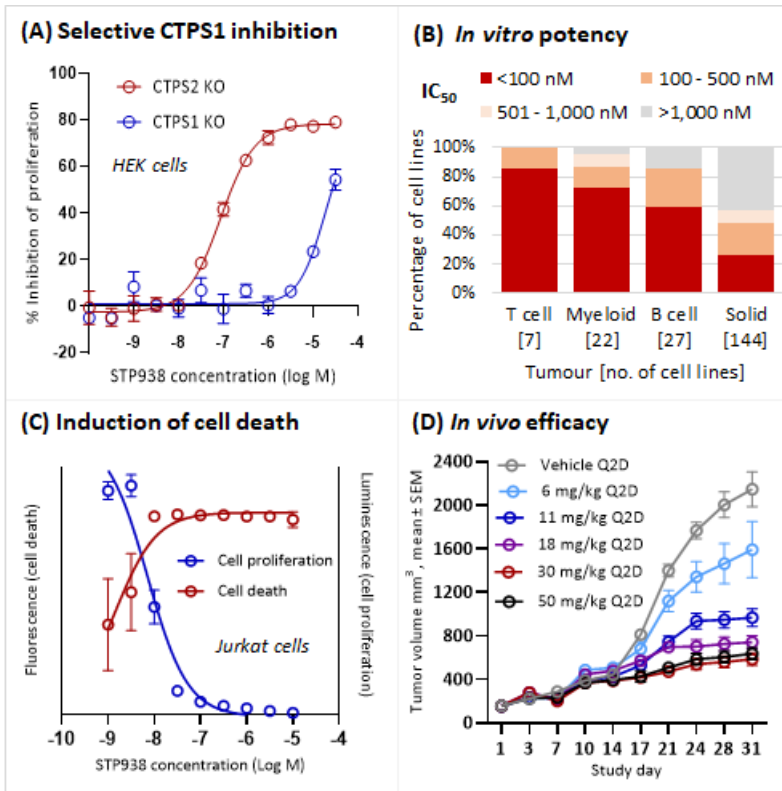 (A) Selective CTPS1 inhibition
100
80
60
40
20
0
-20
% Inhibition of proliferation
CTPS2 KO
CTPS1 KO
HEK cells
-9
-8
-7
-6
-5
-4
STP938 concentration (log M)
(B) In vitro potency
IC50
<100 nM
100 - 500 nM
501 - 1,000 nM
>1,000 nM
100%
80%
60%
40%
20%
0%
Percentage of cell lines
T cell Myeloid B cell Solid
[7] [22] [27] [144]
Tumour [no. of cell lines]
(C) Induction of cell death
Fluorescence (cell death)
Luminescence (cell proliferation)
Cell proliferation
Cell death
Jurkat cells
-10
-9
-8
-7
-6
-5
-4
STP938 concentration (Log M)
(D) In vivo efficacy
2400
2000
1600
1200
800
400
0
Tumor volume mm³, mean± SEM
Vehicle Q2D
6 mg/kg Q2D
11 mg/kg Q2D
18 mg/kg Q2D
30 mg/kg Q2D
50 mg/kg Q2D
1 3 7 10 14 17 21 24 28 31
Study day